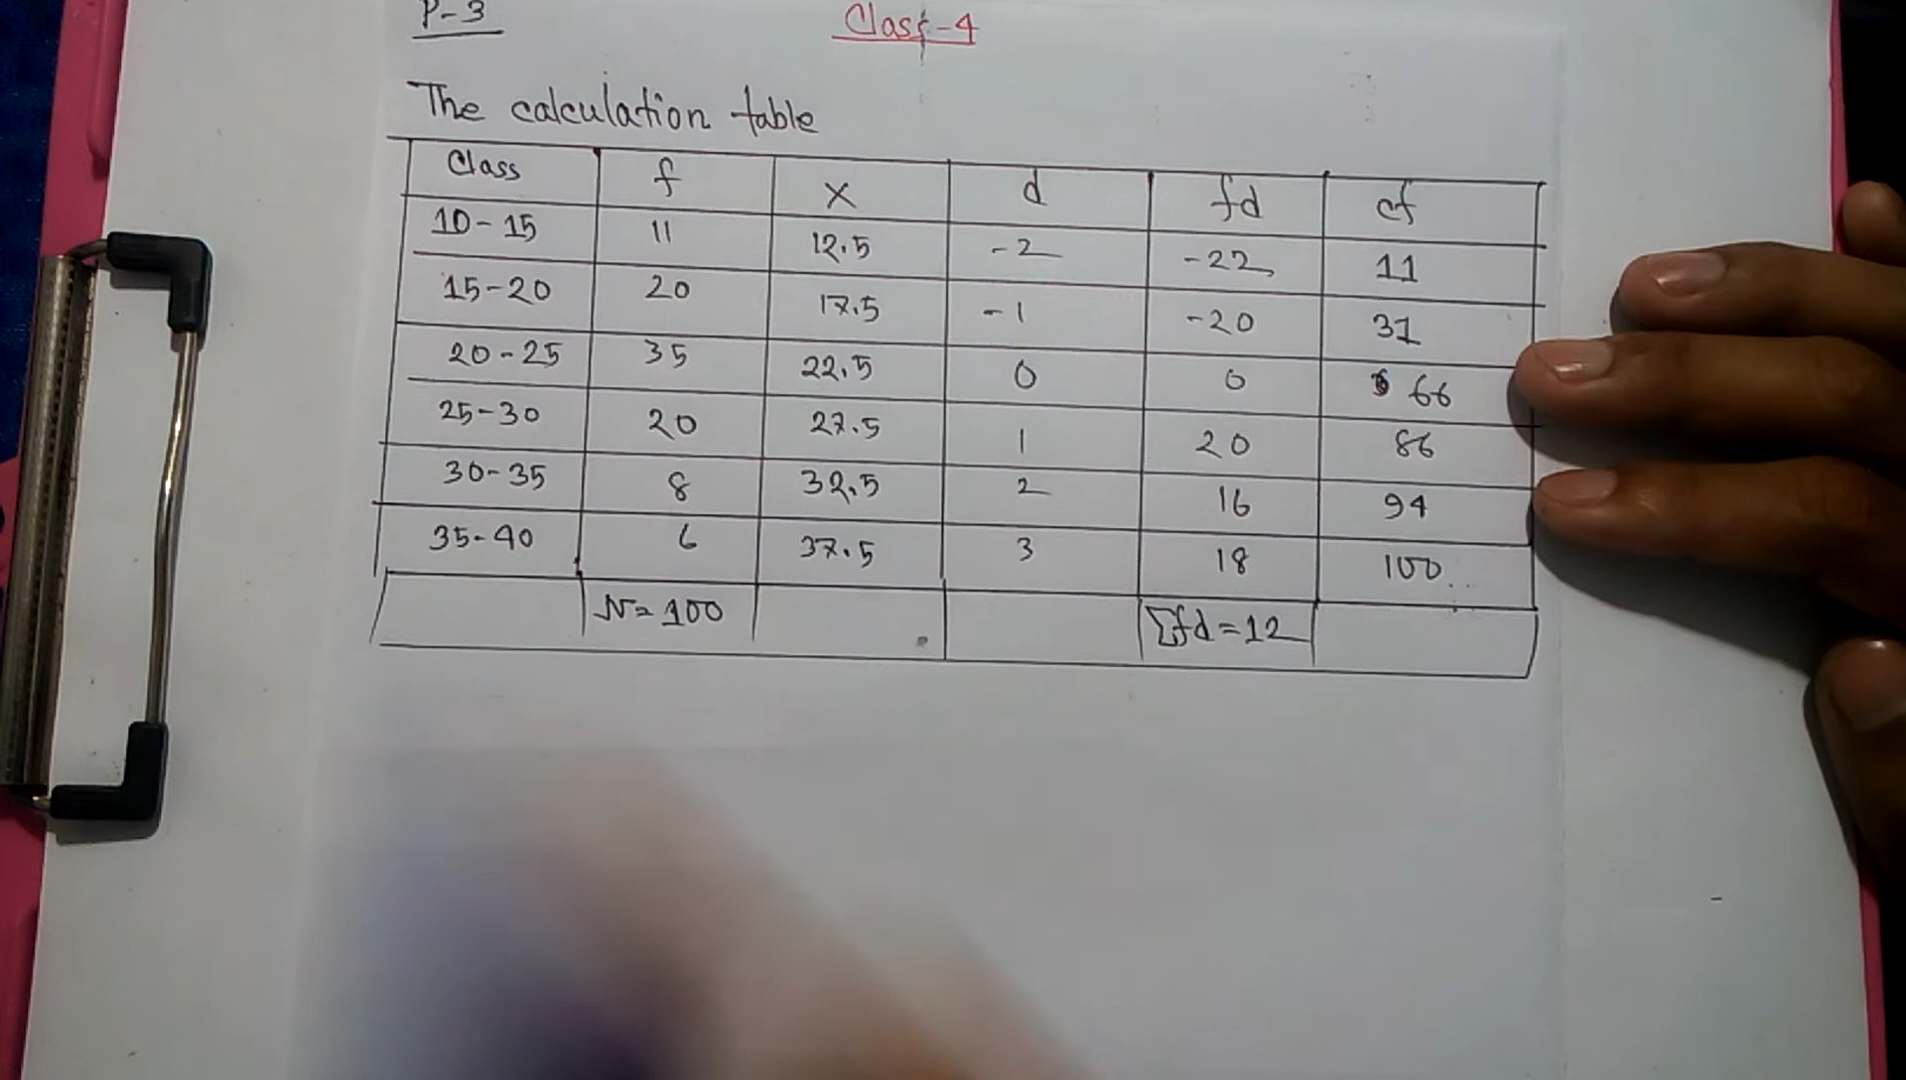 P-3
Class-4
The calculation table
Class f X d fd cf
10-15 11 12.5 -2 -22 11
15-20 20 17.5 -1 -20 31
20-25 35 22.5 0 0 66
25-30 20 27.5 1 20 86
30-35 8 32.5 2 16 94
35-40 6 37.5 3 18 100
N=100 Σfd=12